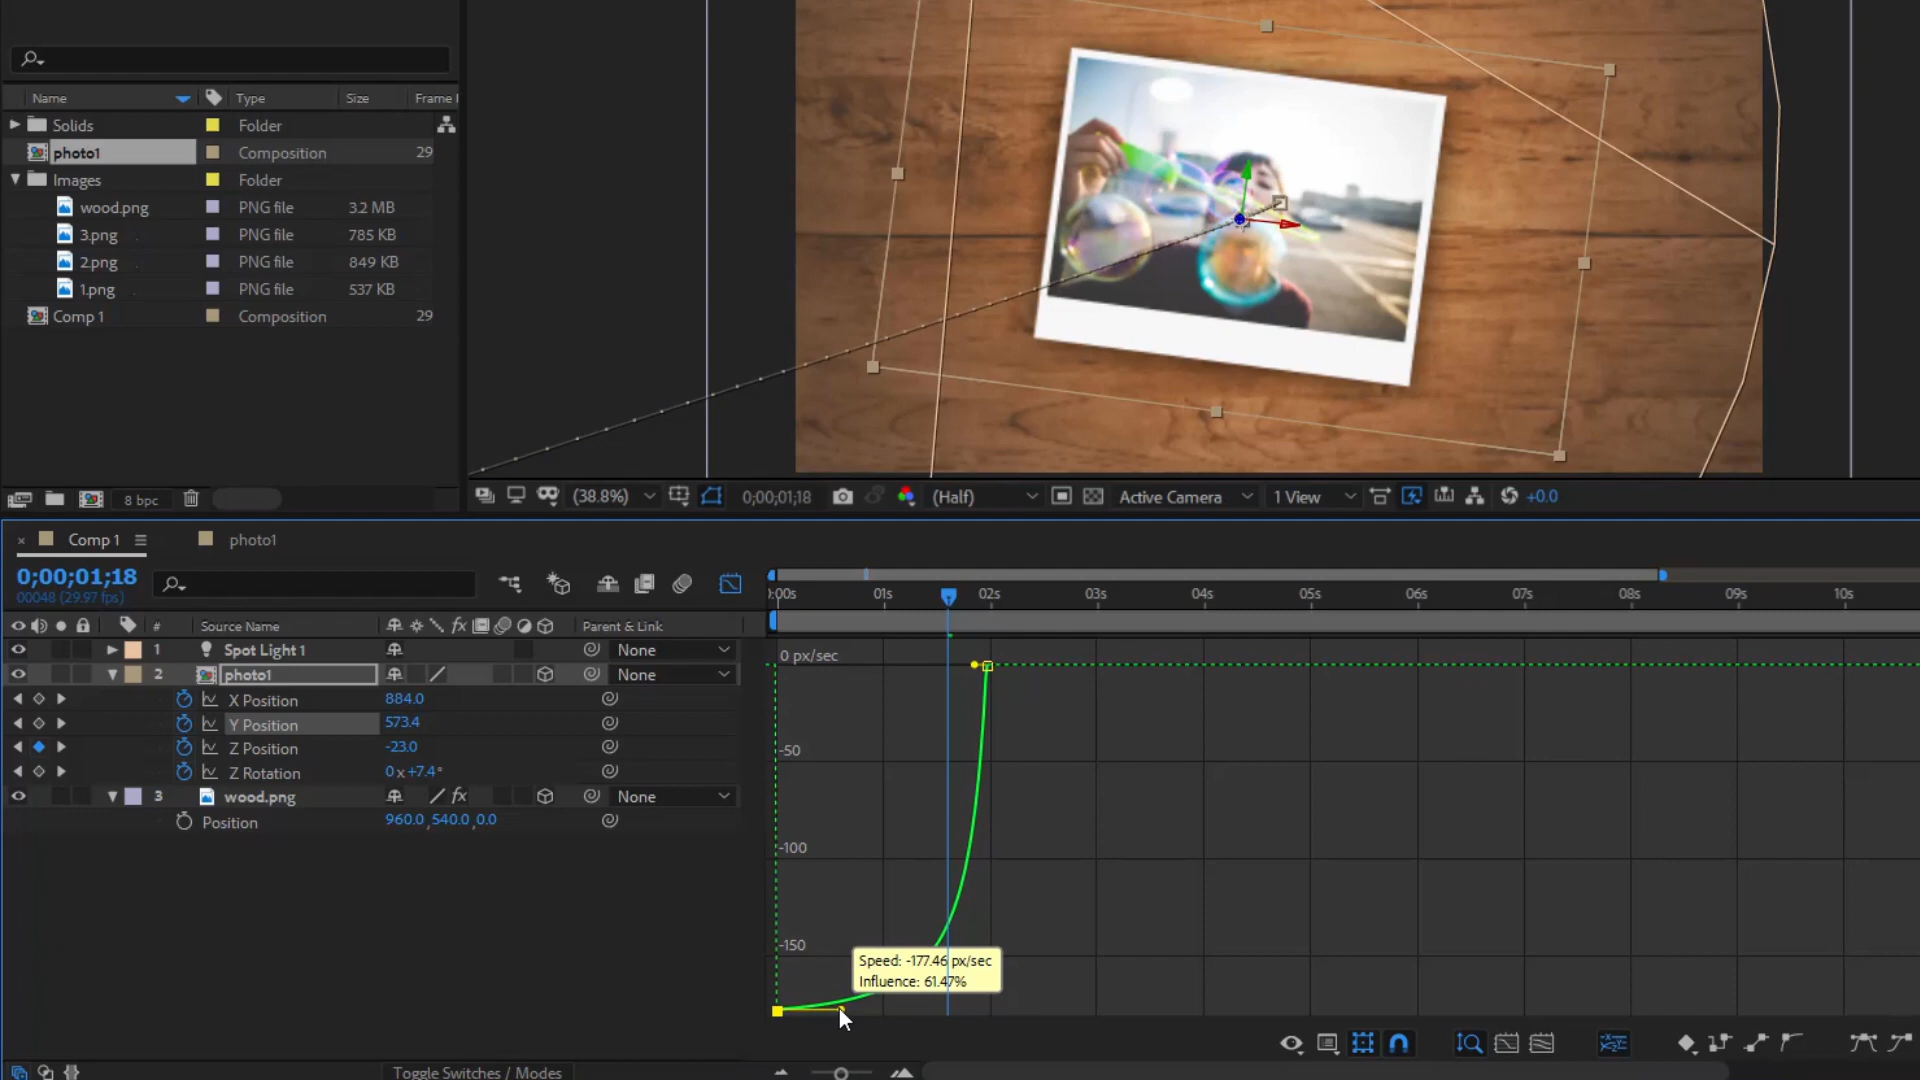 Name Type Size Frame
Solids Folder
photo1 Composition 29
Images Folder
wood.png PNG file 3.2 MB
3.png PNG file 785 KB
2.png PNG file 849 KB
1.png PNG file 537 KB
Comp 1 Composition 29
8 bpc
(38.8%) 0;00;01;18 (Half) Active Camera 1 View +0.0
Comp 1 photo1
0;00;01;18
00048 (29.97 fps)
:00s 01s 02s 03s 04s 05s 06s 07s 08s 09s 10s
# Source Name fx Parent & Link
1 Spot Light 1 None
2 photo1 None
X Position 884.0
Y Position 573.4
Z Position -23.0
Z Rotation 0x+7.4°
3 wood.png fx None
Position 960.0,540.0,0.0
0 px/sec
-50
-100
-150
Speed: -177.46 px/sec
Influence: 61.47%
Toggle Switches / Modes